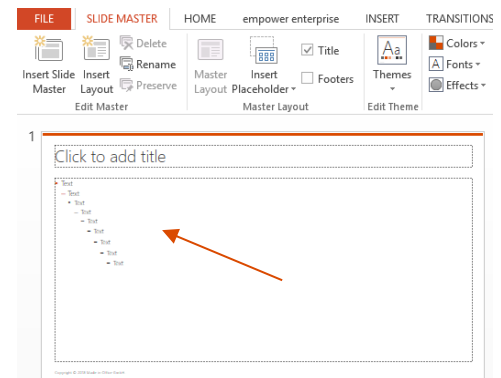 FILE SLIDE MASTER HOME empower enterprise INSERT TRANSITIONS
Insert Slide Master
Insert Layout
Delete
Rename
Preserve
Edit Master
Master Layout
Insert Placeholder
Title
Footers
Master Layout
Aa
Themes
Edit Theme
Colors
A Fonts
Effects
1
Click to add title
Text
– Text
• Text
– Text
– Text
– Text
– Text
– Text